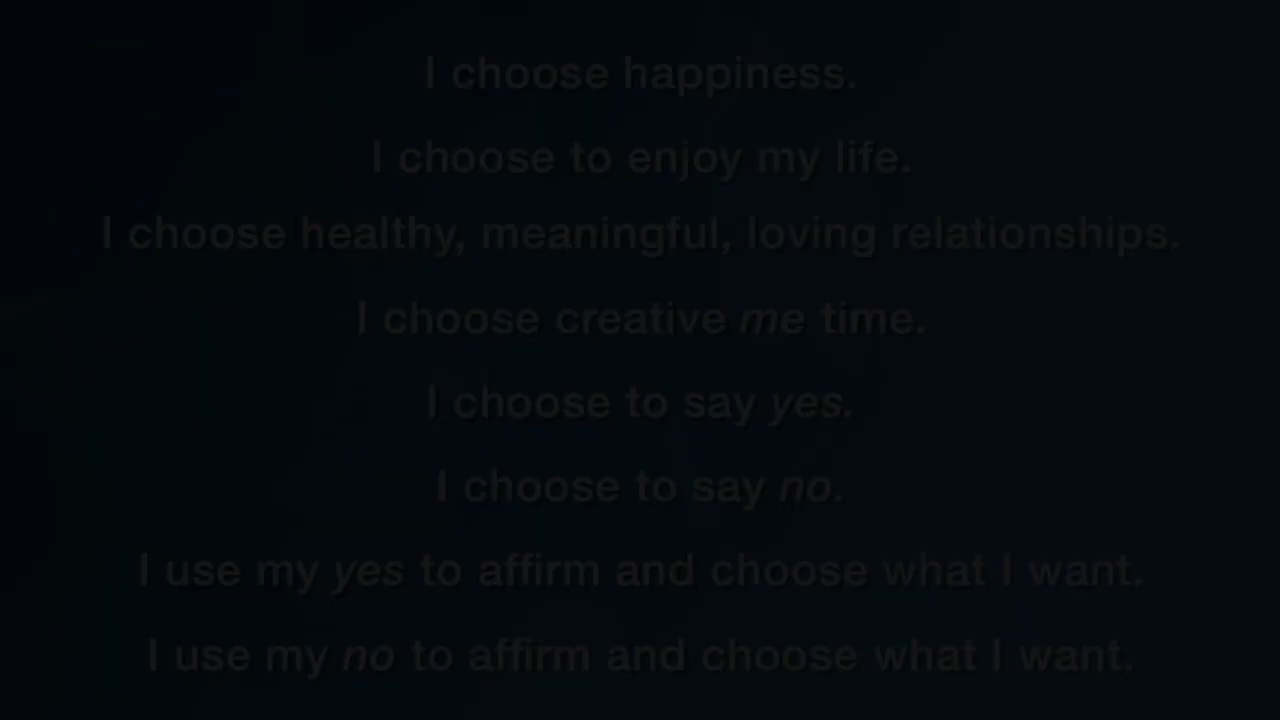 I choose happiness.
I choose to enjoy my life.
I choose healthy, meaningful, loving relationships.
I choose creative me time.
I choose to say yes.
I choose to say no.
I use my yes to affirm and choose what I want.
I use my no to affirm and choose what I want.